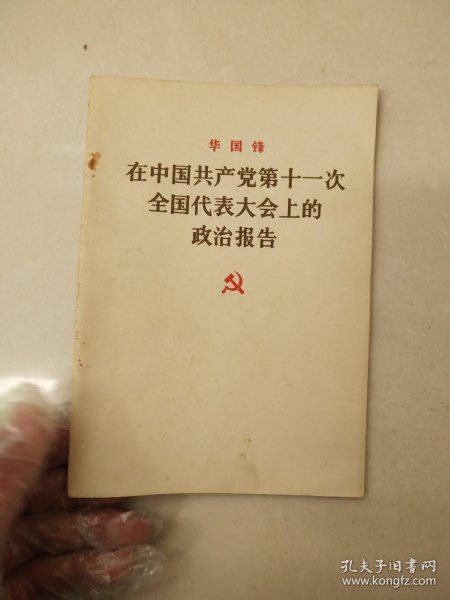 华国锋
在中国共产党第十一次
全国代表大会上的
政治报告
孔夫子旧书网
www.kongfz.com